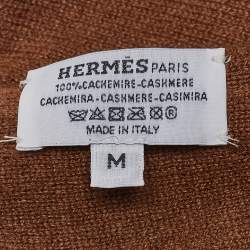 HERMÈS PARIS
100%CACHEMIRE-CASHMERE
CACHEMIRA-CASHMERE-CASIMIRA
MADE IN ITALY
M